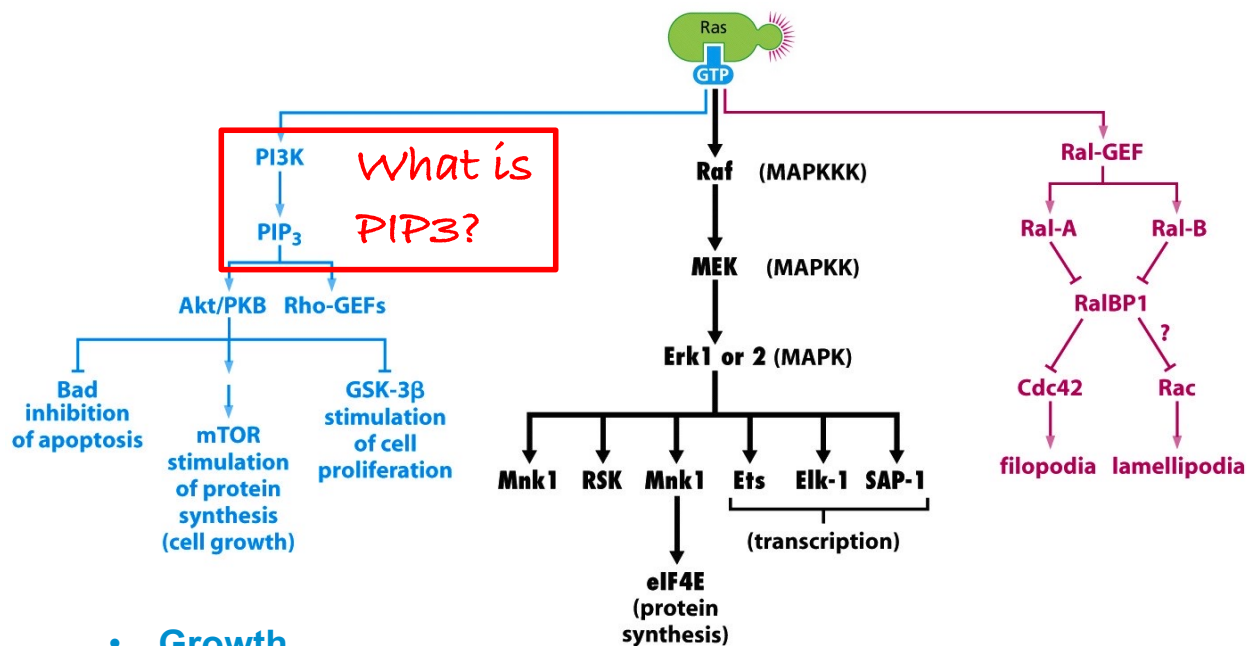 Ras
GTP
PI3K
What is
PIP3?
PIP₃
Akt/PKB Rho-GEFs
Bad
inhibition
of apoptosis
mTOR
stimulation
of protein
synthesis
(cell growth)
GSK-3β
stimulation
of cell
proliferation
Raf (MAPKKK)
MEK (MAPKK)
Erk1 or 2 (MAPK)
Mnk1 RSK Mnk1 Ets Elk-1 SAP-1
(transcription)
eIF4E
(protein
synthesis)
Ral-GEF
Ral-A Ral-B
RalBP1
?
Cdc42 Rac
filopodia lamellipodia
• Growth